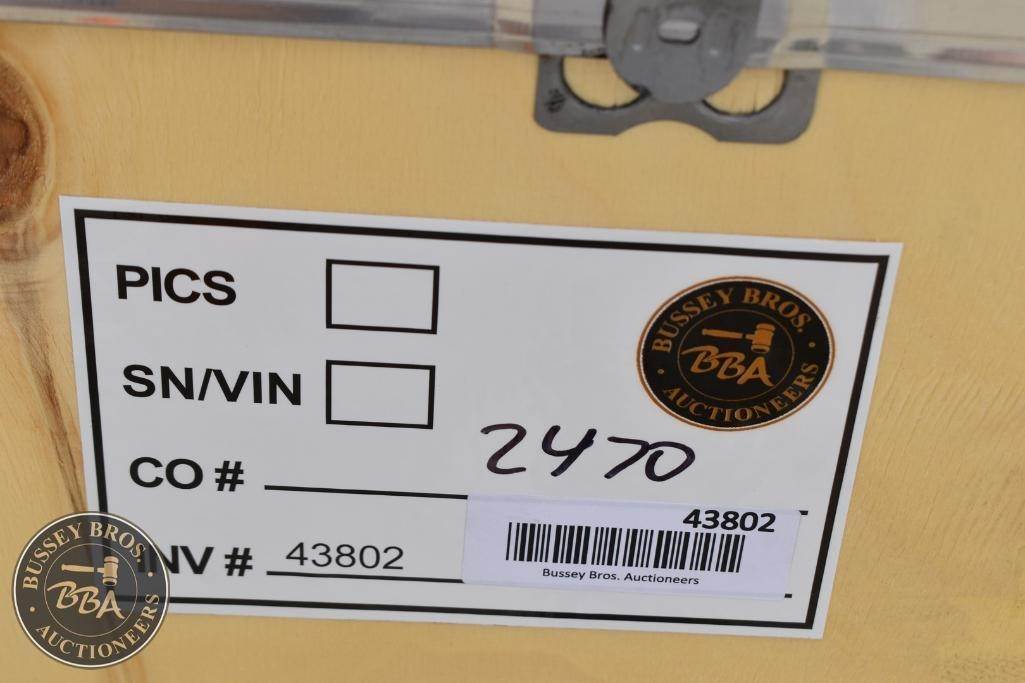 PICS
SN/VIN
BUSSEY BROS.
BBA
AUCTIONEERS
CO # 2470
INV # 43802
43802
Bussey Bros. Auctioneers
BUSSEY BROS.
BBA
AUCTIONEERS